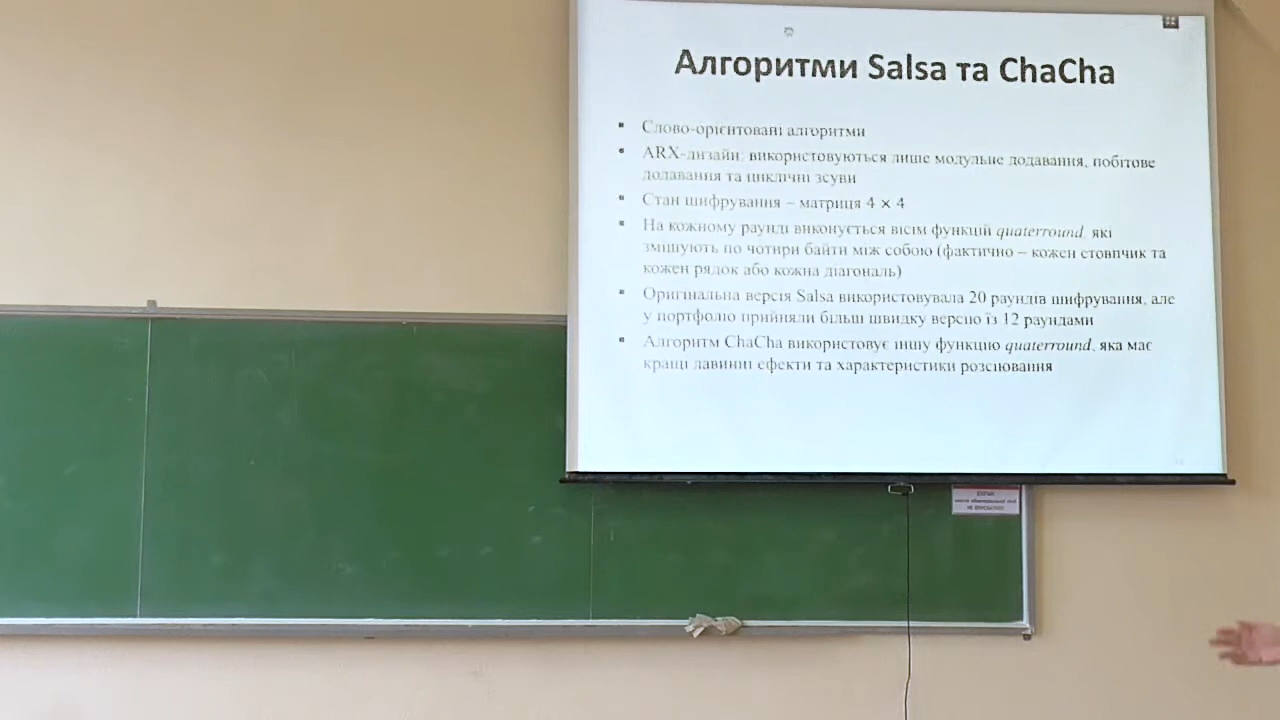 Алгоритми Salsa та ChaCha
▪ Слово-орієнтовані алгоритми
▪ ARX-дизайн: використовуються лише модульне додавання, побітове
додавання та циклічні зсуви
▪ Стан шифрування – матриця 4 × 4
▪ На кожному раунді виконується вісім функцій quaterround, які
змішують по чотири байти між собою (фактично – кожен стовпчик та
кожен рядок або кожна діагональ)
▪ Оригінальна версія Salsa використовувала 20 раундів шифрування, але
у портфоліо прийняли більш швидку версію із 12 раундами
▪ Алгоритм ChaCha використовує іншу функцію quaterround, яка має
кращі лавинні ефекти та характеристики розсіювання